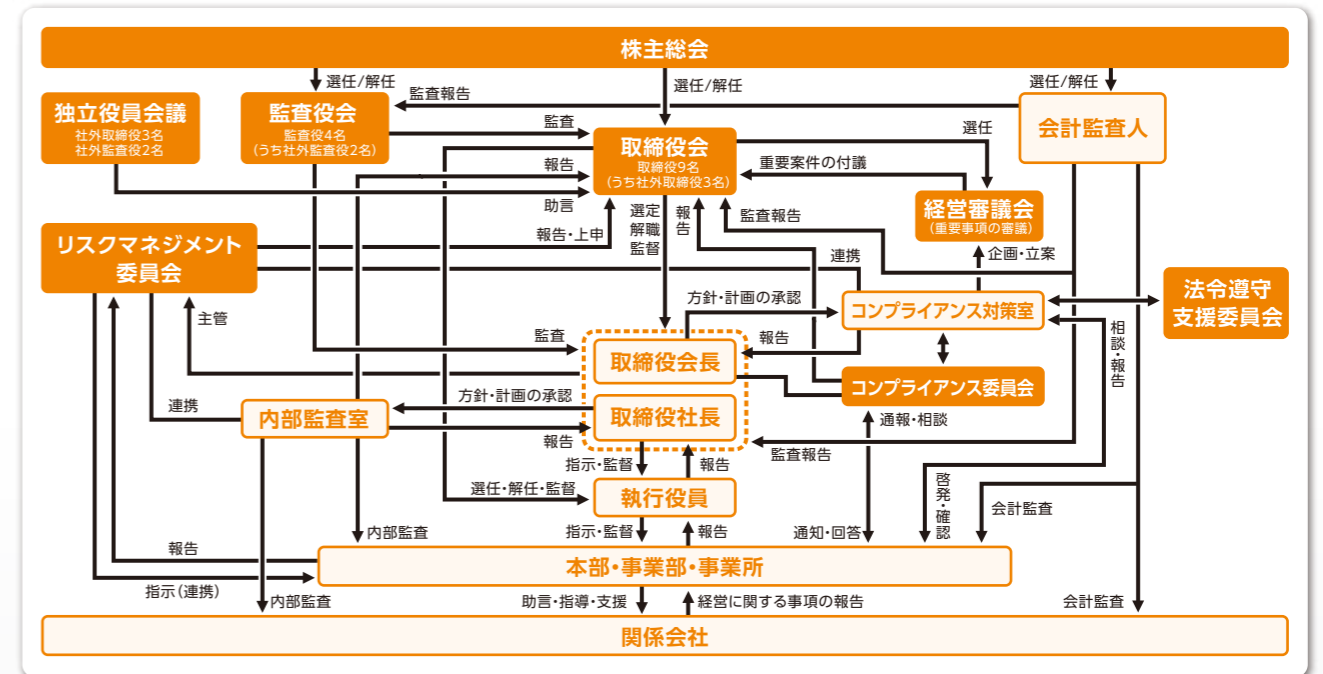 株主総会
選任/解任
選任/解任
選任/解任
独立役員会議
社外取締役3名
社外監査役2名
監査役会
監査役4名
(うち社外監査役2名)
監査報告
会計監査人
監査
取締役会
取締役9名
(うち社外取締役3名)
選任
報告
重要案件の付議
助言
経営審議会
(重要事項の審議)
リスクマネジメント
委員会
報告・上申
選定
解職
監督
報告
監査報告
連携
企画・立案
法令遵守
支援委員会
主管
方針・計画の承認
コンプライアンス対策室
相談・報告
監査
取締役会長
報告
コンプライアンス委員会
連携
内部監査室
方針・計画の承認
取締役社長
通報・相談
報告
監査報告
指示・監督
報告
選任・解任・監督
執行役員
啓発・確認
会計監査
内部監査
指示・監督
報告
通知・回答
報告
本部・事業部・事業所
指示(連携)
内部監査
助言・指導・支援
経営に関する事項の報告
会計監査
関係会社